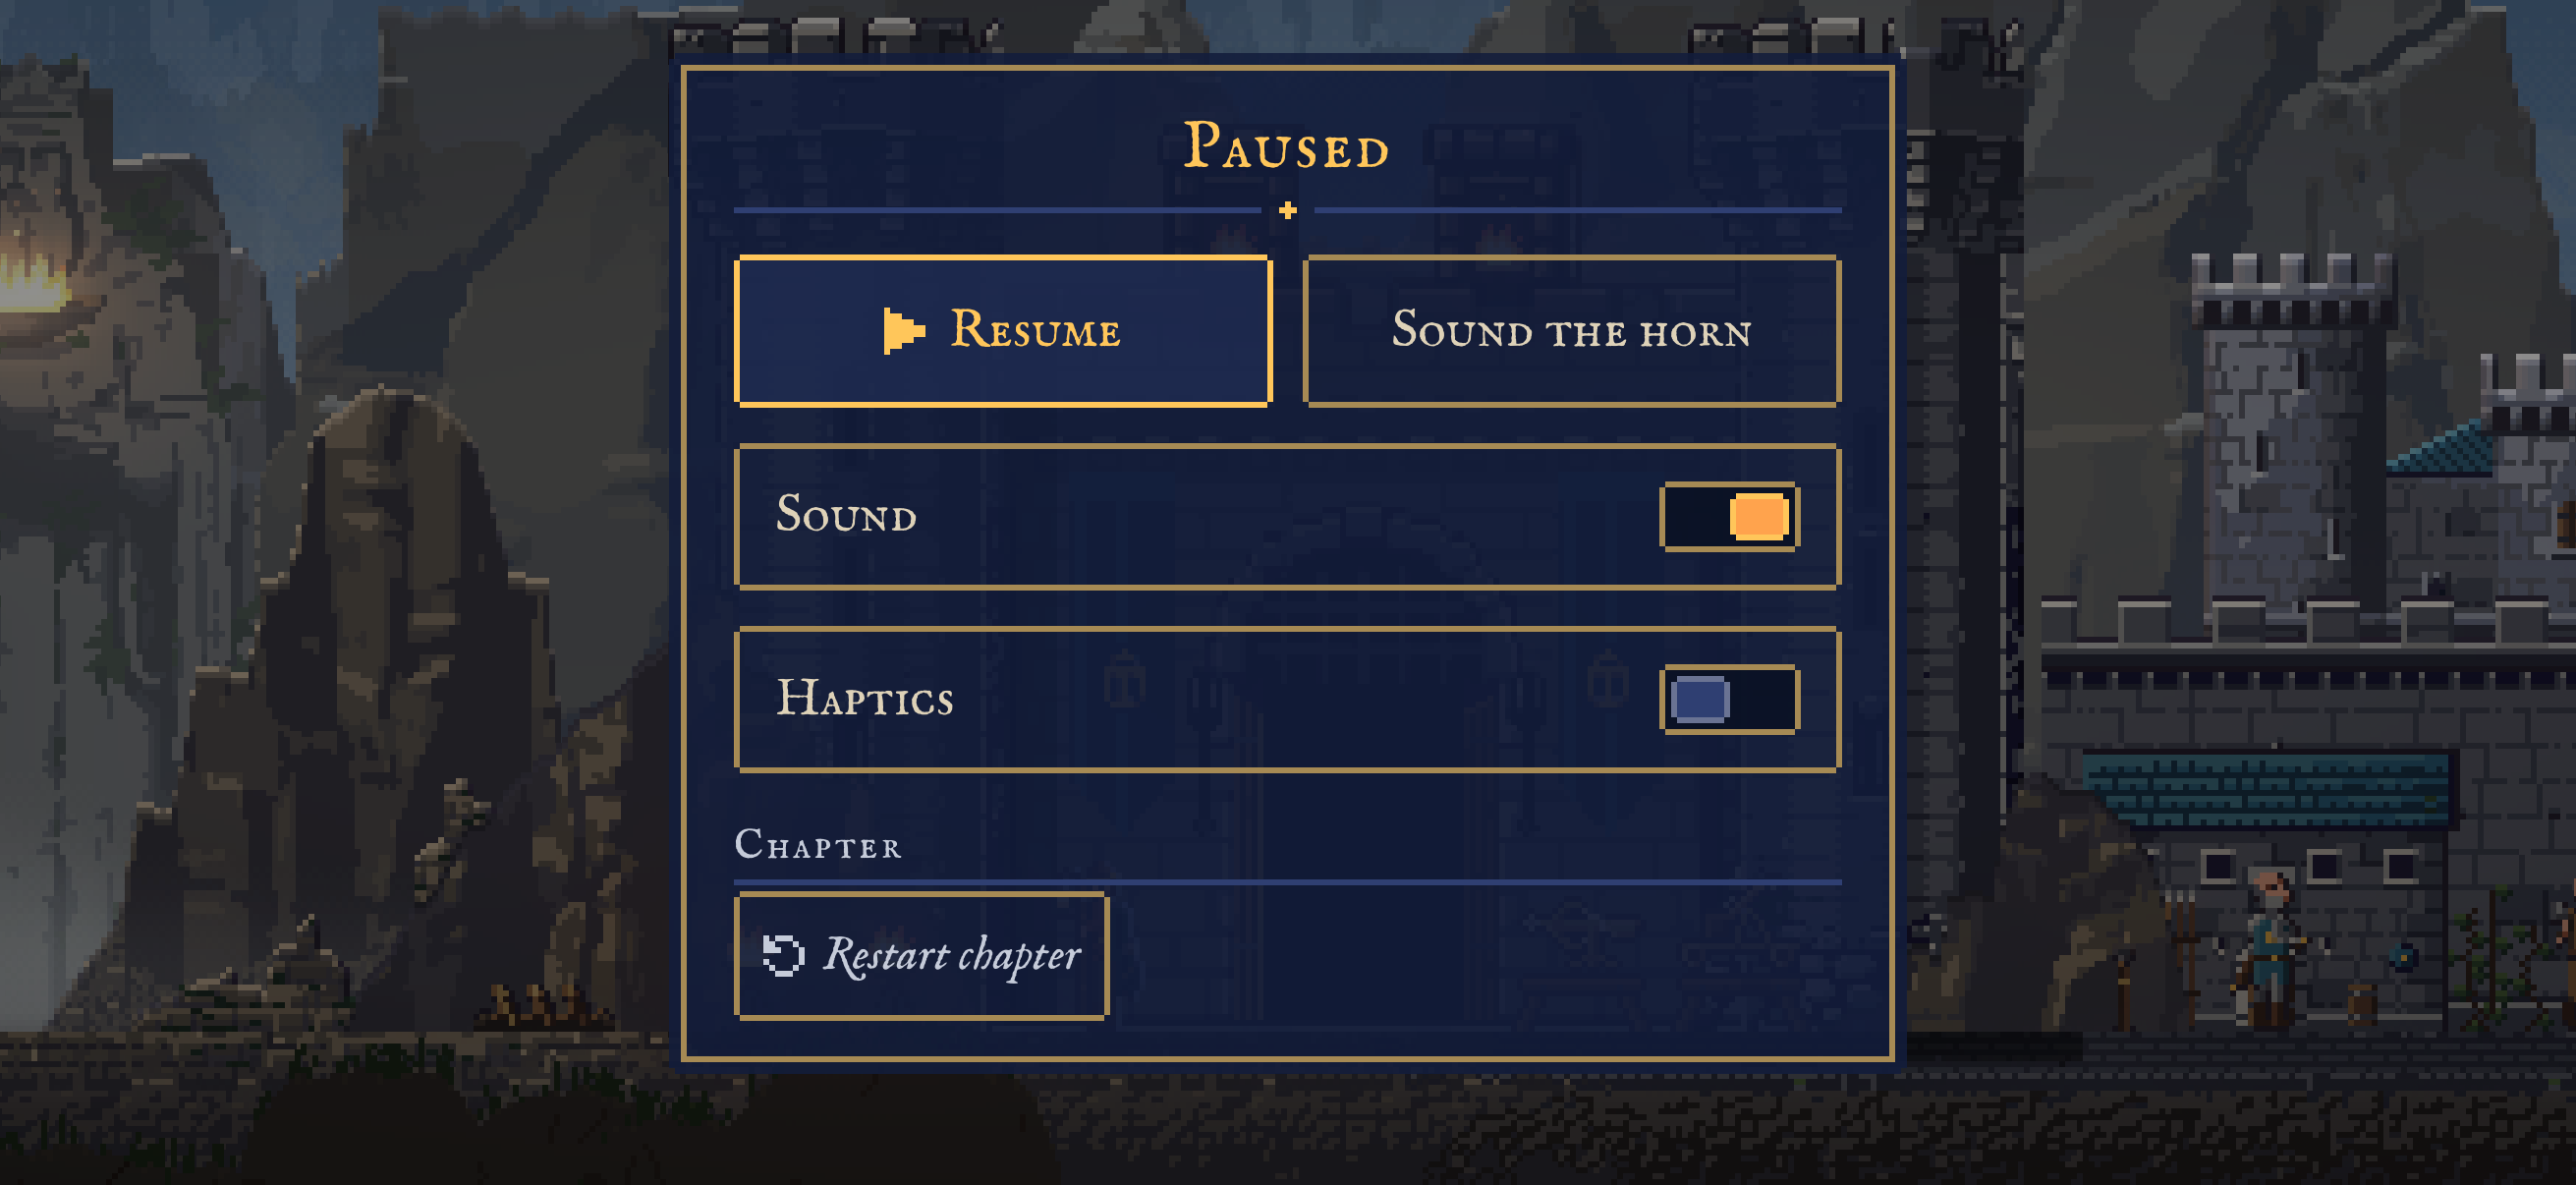 Paused
Resume
Sound the horn
Sound
Haptics
Chapter
Restart chapter